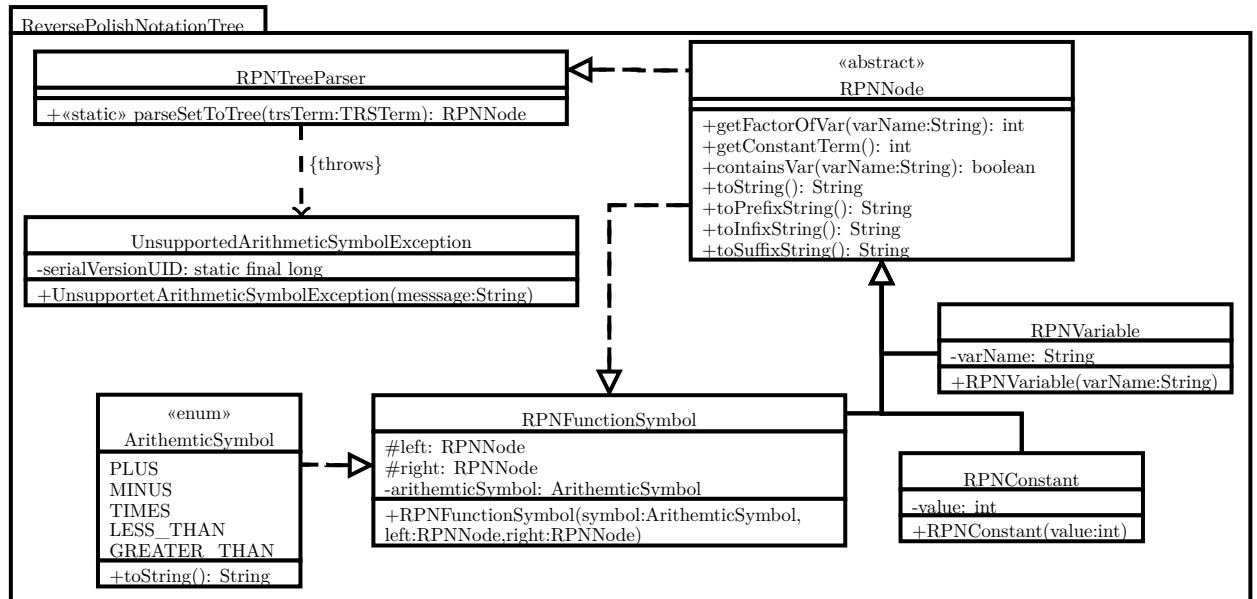 ReversePolishNotationTree
RPNTreeParser
+«static» parseSetToTree(trsTerm:TRSTerm): RPNNode
{throws}
UnsupportedArithmeticSymbolException
-serialVersionUID: static final long
+UnsupportetArithmeticSymbolException(messsage:String)
«abstract»
RPNNode
+getFactorOfVar(varName:String): int
+getConstantTerm(): int
+containsVar(varName:String): boolean
+toString(): String
+toPrefixString(): String
+toInfixString(): String
+toSuffixString(): String
RPNVariable
-varName: String
+RPNVariable(varName:String)
«enum»
ArithemticSymbol
PLUS
MINUS
TIMES
LESS_THAN
GREATER_THAN
+toString(): String
RPNFunctionSymbol
#left: RPNNode
#right: RPNNode
-arithemticSymbol: ArithemticSymbol
+RPNFunctionSymbol(symbol:ArithemticSymbol,
left:RPNNode,right:RPNNode)
RPNConstant
-value: int
+RPNConstant(value:int)